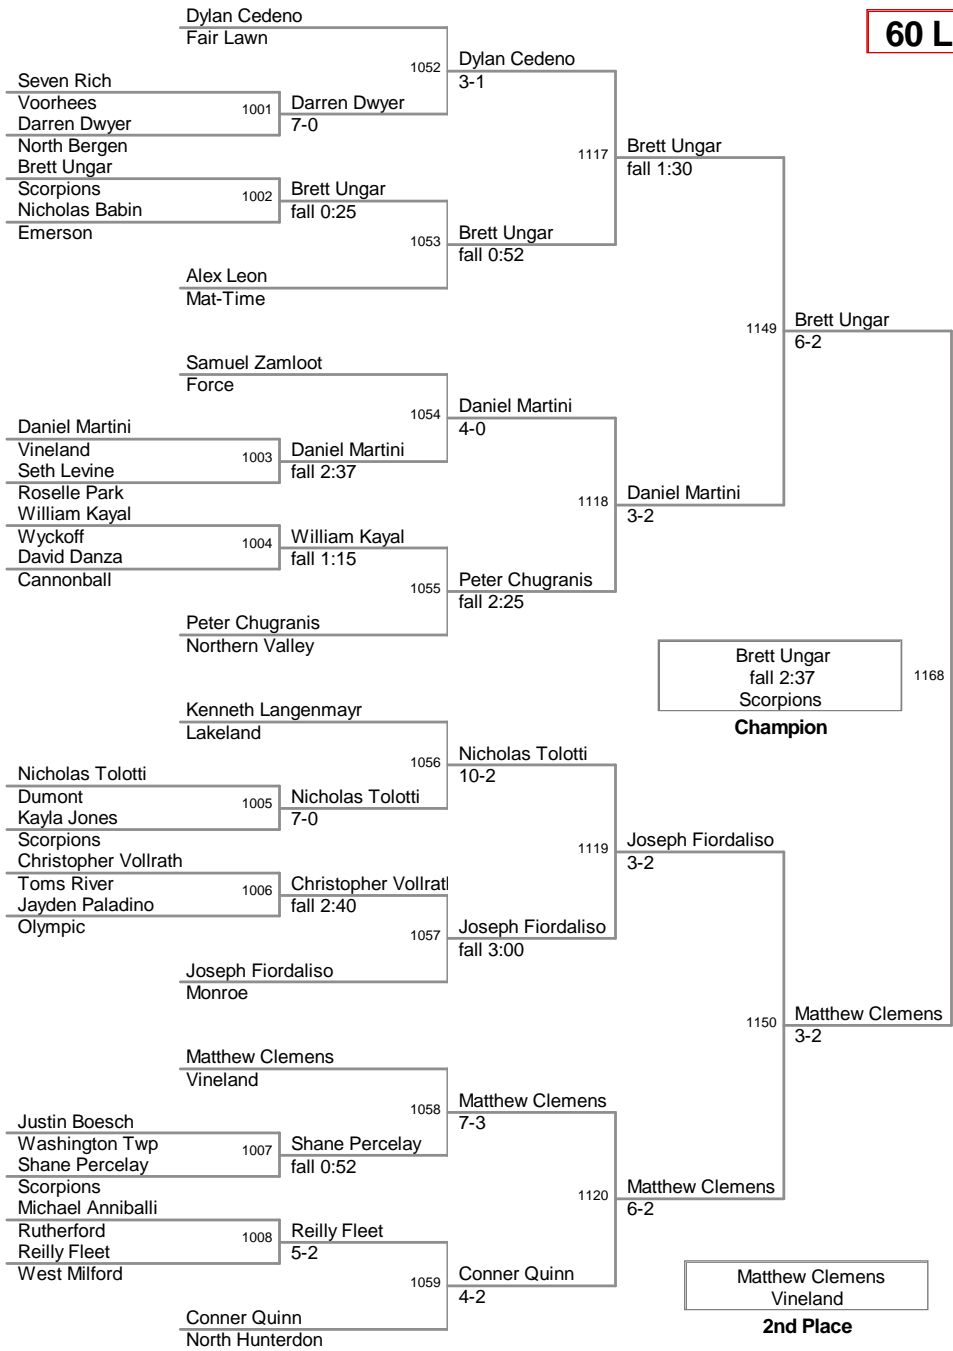 Dylan Cedeno
Fair Lawn
60 L
1052
Dylan Cedeno
3-1
Seven Rich
Voorhees
1001
Darren Dwyer
7-0
Darren Dwyer
North Bergen
1117
Brett Ungar
fall 1:30
Brett Ungar
Scorpions
1002
Brett Ungar
fall 0:25
Nicholas Babin
Emerson
1053
Brett Ungar
fall 0:52
Alex Leon
Mat-Time
1149
Brett Ungar
6-2
Samuel Zamloot
Force
1054
Daniel Martini
4-0
Daniel Martini
Vineland
1003
Daniel Martini
fall 2:37
Seth Levine
Roselle Park
1118
Daniel Martini
3-2
William Kayal
Wyckoff
1004
William Kayal
fall 1:15
David Danza
Cannonball
1055
Peter Chugranis
fall 2:25
Peter Chugranis
Northern Valley
Brett Ungar
fall 2:37
Scorpions
1168
Champion
Kenneth Langenmayr
Lakeland
1056
Nicholas Tolotti
10-2
Nicholas Tolotti
Dumont
1005
Nicholas Tolotti
7-0
Kayla Jones
Scorpions
1119
Joseph Fiordaliso
3-2
Christopher Vollrath
Toms River
1006
Christopher Vollratl
fall 2:40
Jayden Paladino
Olympic
1057
Joseph Fiordaliso
fall 3:00
Joseph Fiordaliso
Monroe
1150
Matthew Clemens
3-2
Matthew Clemens
Vineland
1058
Matthew Clemens
7-3
Justin Boesch
Washington Twp
1007
Shane Percelay
fall 0:52
Shane Percelay
Scorpions
1120
Matthew Clemens
6-2
Michael Anniballi
Rutherford
1008
Reilly Fleet
5-2
Reilly Fleet
West Milford
1059
Conner Quinn
4-2
Conner Quinn
North Hunterdon
Matthew Clemens
Vineland
2nd Place